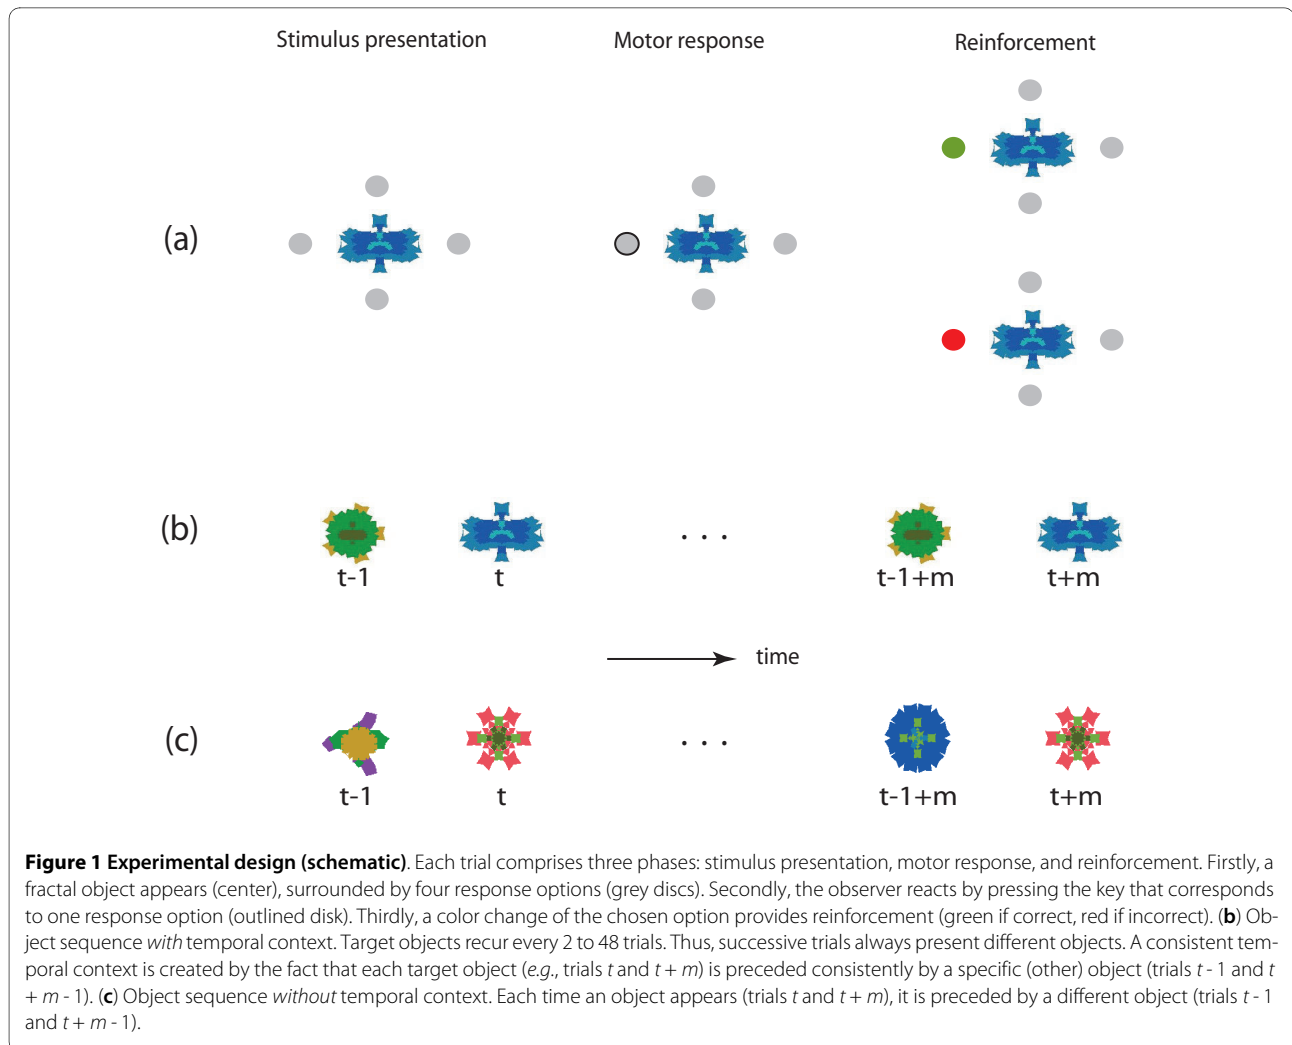 Stimulus presentation
Motor response
Reinforcement
(a)
(b)
t-1
t
. . .
t-1+m
t+m
time
(c)
t-1
t
. . .
t-1+m
t+m
Figure 1 Experimental design (schematic). Each trial comprises three phases: stimulus presentation, motor response, and reinforcement. Firstly, a
fractal object appears (center), surrounded by four response options (grey discs). Secondly, the observer reacts by pressing the key that corresponds
to one response option (outlined disk). Thirdly, a color change of the chosen option provides reinforcement (green if correct, red if incorrect). (b) Ob-
ject sequence with temporal context. Target objects recur every 2 to 48 trials. Thus, successive trials always present different objects. A consistent tem-
poral context is created by the fact that each target object (e.g., trials t and t + m) is preceded consistently by a specific (other) object (trials t - 1 and t
+ m - 1). (c) Object sequence without temporal context. Each time an object appears (trials t and t + m), it is preceded by a different object (trials t - 1
and t + m - 1).